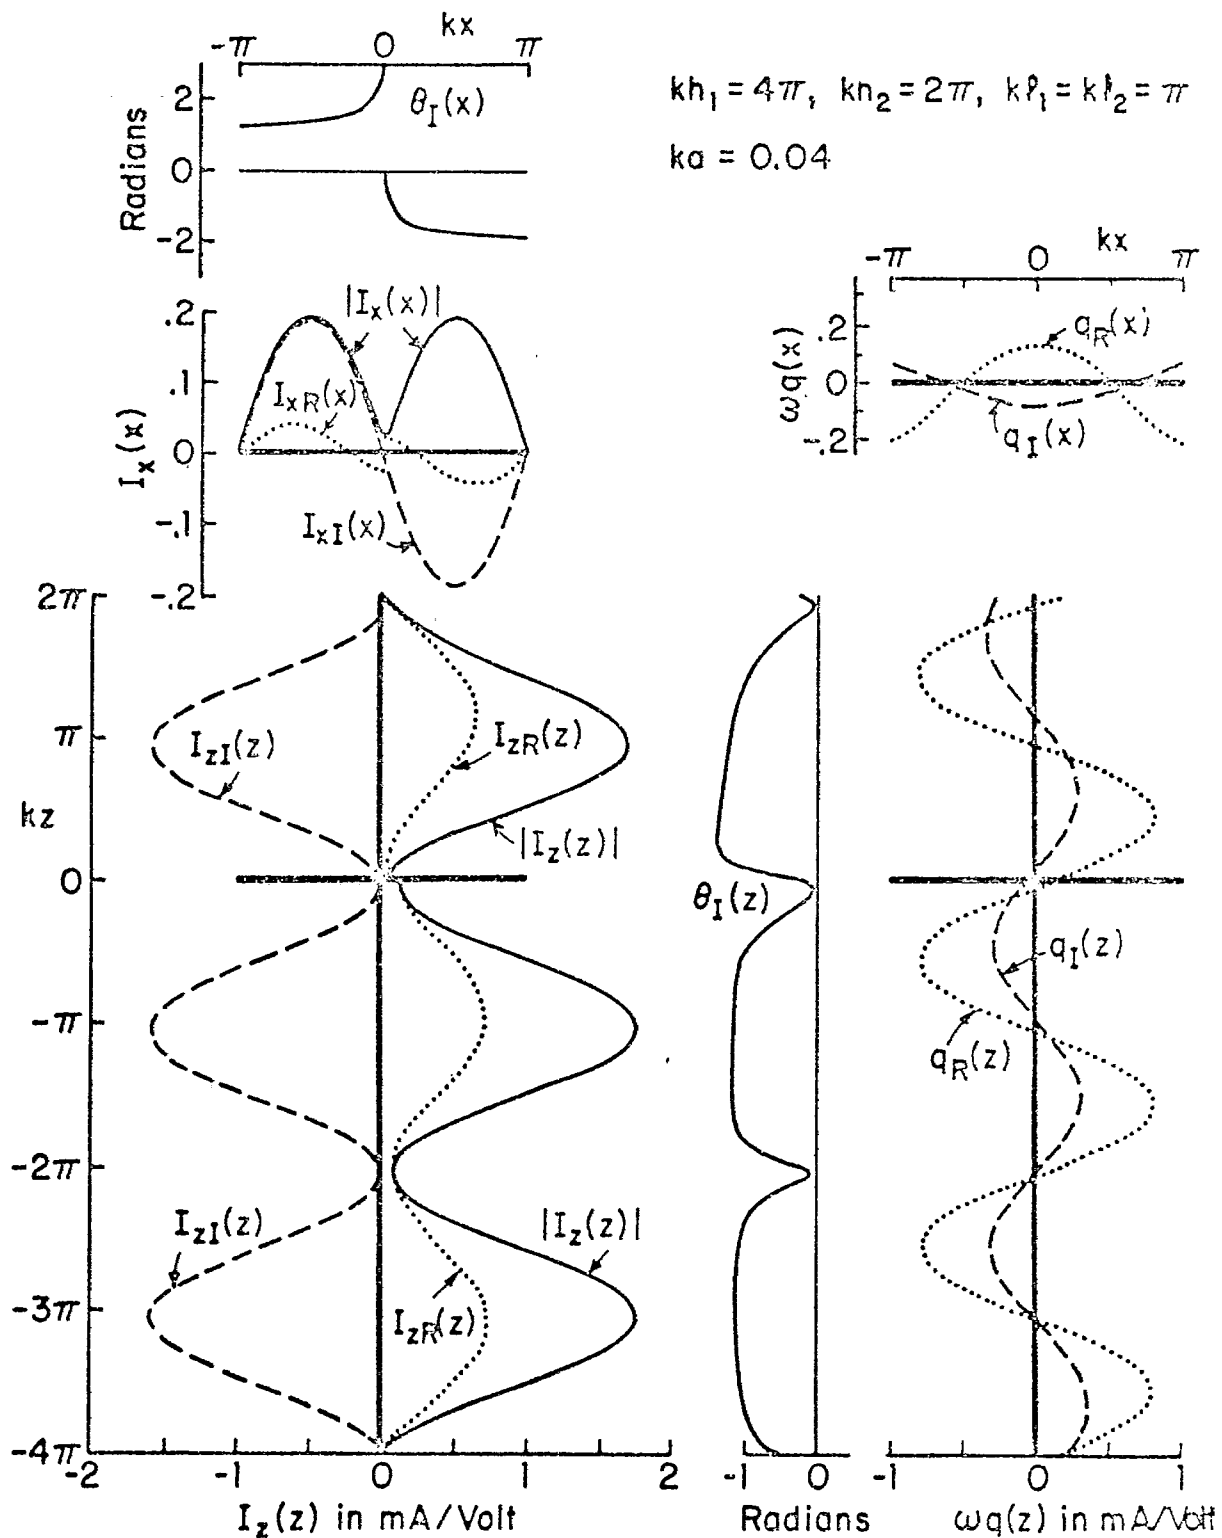 kx
-π 0 π
2
0
-2
Radians
θ_I(x)
kh₁ = 4π, kh₂ = 2π, kℓ₁ = kℓ₂ = π
ka = 0.04
kx
-π 0 π
.2
0
-.2
ωq(x)
q_R(x)
q_I(x)
.2
.1
0
-.1
-.2
I_x(x)
|I_x(x)|
I_xR(x)
I_xI(x)
2π
π
kz
0
-π
-2π
-3π
-4π
I_zI(z)
I_zR(z)
|I_z(z)|
θ_I(z)
q_I(z)
q_R(z)
I_zI(z)
|I_z(z)|
I_zR(z)
-2 -1 0 1 2
I_z(z) in mA/Volt
-1 0
Radians
-1 0 1
ωq(z) in mA/Volt